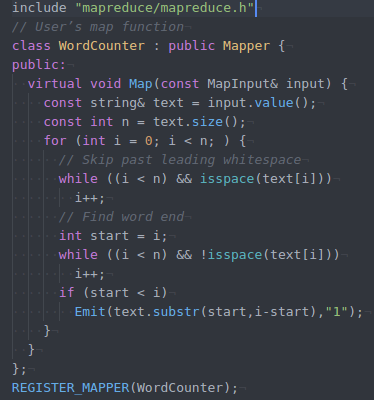 include "mapreduce/mapreduce.h"
// User’s map function
class WordCounter : public Mapper {
public:
  virtual void Map(const MapInput& input) {
    const string& text = input.value();
    const int n = text.size();
    for (int i = 0; i < n; ) {
      // Skip past leading whitespace
      while ((i < n) && isspace(text[i]))
        i++;
      // Find word end
      int start = i;
      while ((i < n) && !isspace(text[i]))
        i++;
      if (start < i)
        Emit(text.substr(start,i-start),"1");
    }
  }
};
REGISTER_MAPPER(WordCounter);